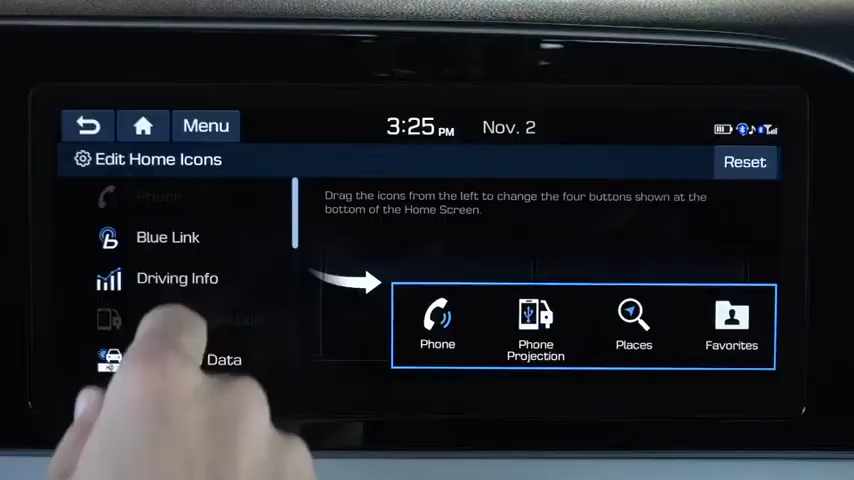 Menu
3:25 PM
Nov. 2
Edit Home Icons
Reset
Phone
Drag the icons from the left to change the four buttons shown at the
bottom of the Home Screen.
Blue Link
Driving Info
Data
Phone
Phone
Projection
Places
Favorites